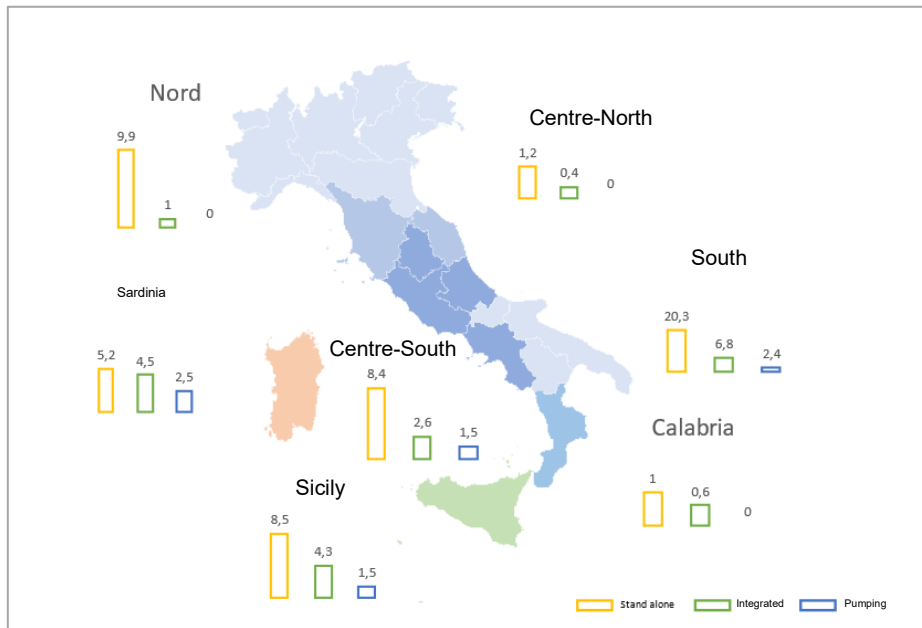 Nord
9,9
1
0
Centre-North
1,2
0,4
0
Sardinia
5,2
4,5
2,5
South
20,3
6,8
2,4
Centre-South
8,4
2,6
1,5
Calabria
1
0,6
0
Sicily
8,5
4,3
1,5
Stand alone
Integrated
Pumping